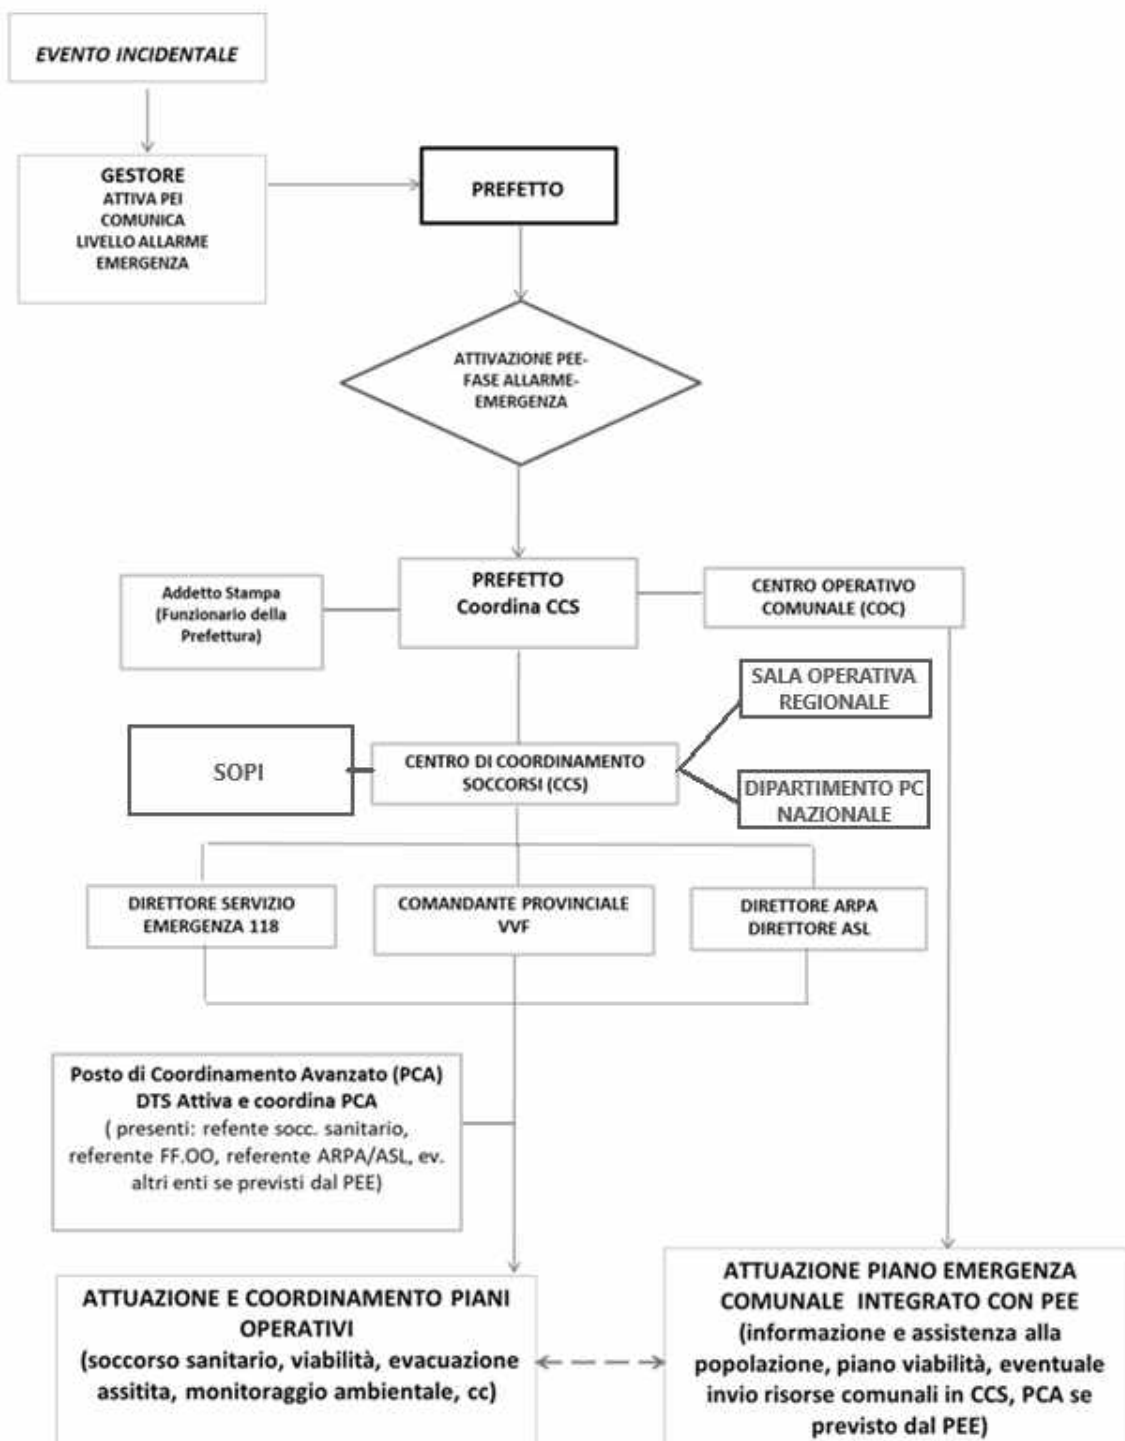 EVENTO INCIDENTALE
GESTORE
ATTIVA PEI
COMUNICA
LIVELLO ALLARME
EMERGENZA
PREFETTO
ATTIVAZIONE PEE-
FASE ALLARME-
EMERGENZA
PREFETTO
Coordina CCS
Addetto Stampa
(Funzionario della
Prefettura)
CENTRO OPERATIVO
COMUNALE (COC)
SALA OPERATIVA
REGIONALE
SOPI
CENTRO DI COORDINAMENTO
SOCCORSI (CCS)
DIPARTIMENTO PC
NAZIONALE
DIRETTORE SERVIZIO
EMERGENZA 118
COMANDANTE PROVINCIALE
VVF
DIRETTORE ARPA
DIRETTORE ASL
Posto di Coordinamento Avanzato (PCA)
DTS Attiva e coordina PCA
( presenti: refente socc. sanitario,
referente FF.OO, referente ARPA/ASL, ev.
altri enti se previsti dal PEE)
ATTUAZIONE E COORDINAMENTO PIANI
OPERATIVI
(soccorso sanitario, viabilità, evacuazione
assitita, monitoraggio ambientale, cc)
ATTUAZIONE PIANO EMERGENZA
COMUNALE INTEGRATO CON PEE
(informazione e assistenza alla
popolazione, piano viabilità, eventuale
invio risorse comunali in CCS, PCA se
previsto dal PEE)